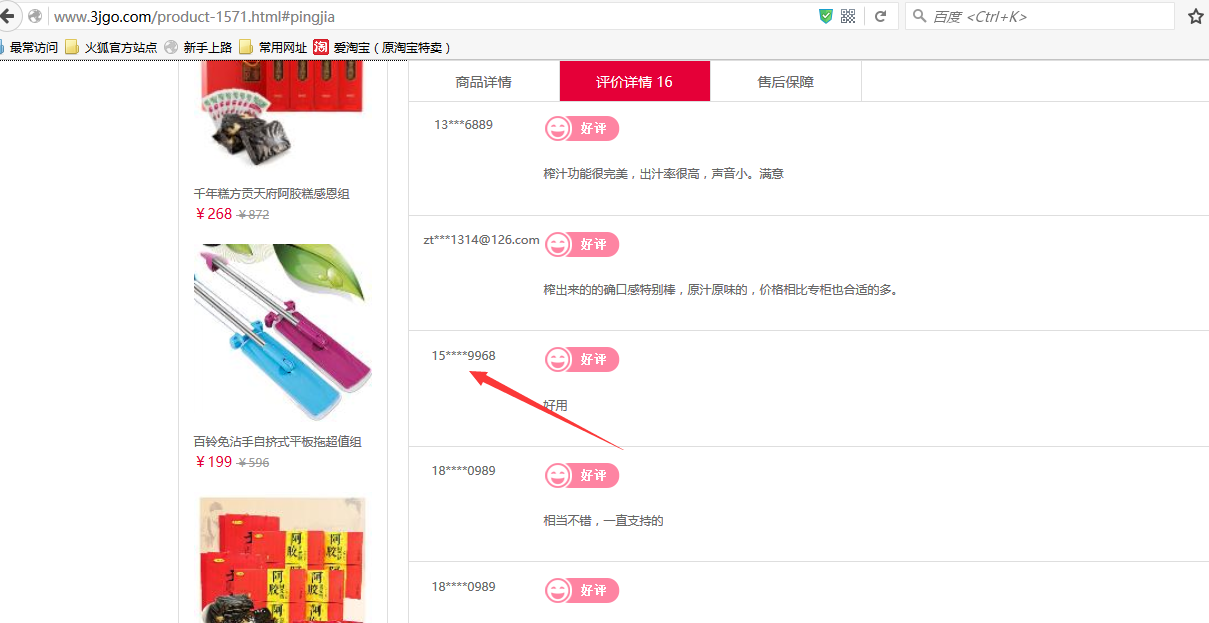 www.3jgo.com/product-1571.html#pingjia
百度 <Ctrl+K>
最常访问 火狐官方站点 新手上路 常用网址 淘 爱淘宝（原淘宝特卖）
商品详情 评价详情 16 售后保障
13***6889 好评
榨汁功能很完美，出汁率很高，声音小。满意
千年糕方贡天府阿胶糕感恩组
￥268 ￥872
zt***1314@126.com 好评
榨出来的的确口感特别棒，原汁原味的，价格相比专柜也合适的多。
15****9968 好评
好用
百铃免沾手自挤式平板拖超值组
￥199 ￥596
18****0989 好评
相当不错，一直支持的
阿胶
阿胶
阿胶
阿胶
18****0989 好评